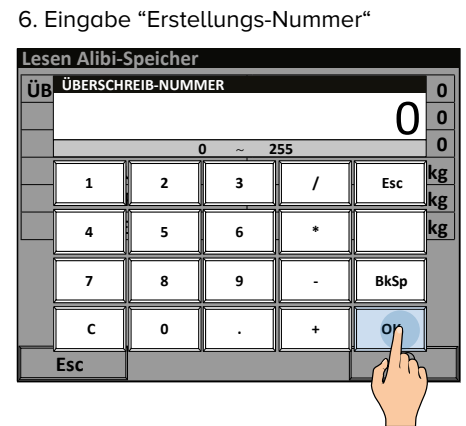 6. Eingabe “Erstellungs-Nummer“
Lesen Alibi-Speicher
ÜB
ÜBERSCHREIB-NUMMER
0
0
0
0 ~ 255
0
1 2 3 / Esc
kg
kg
4 5 6 *
kg
7 8 9 - BkSp
C 0 . + OK
Esc